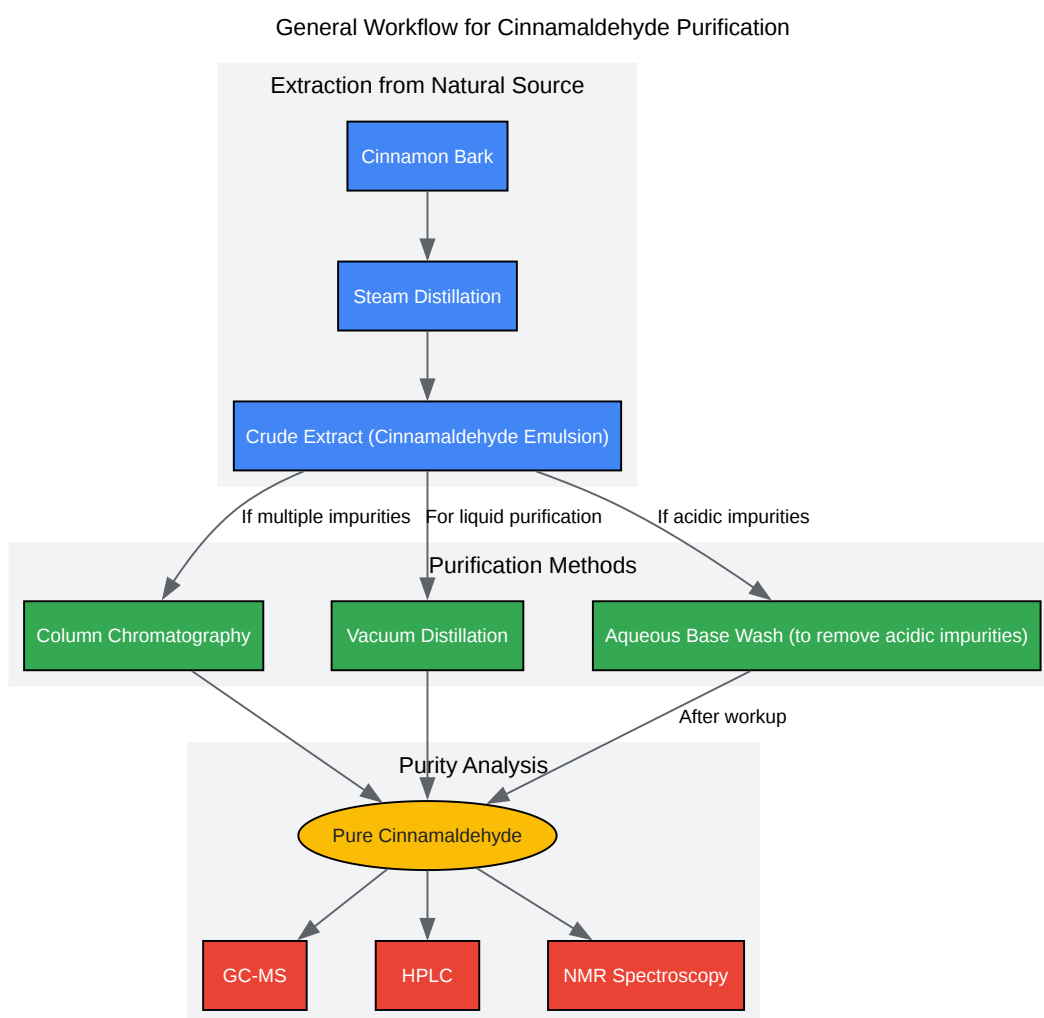 General Workflow for Cinnamaldehyde Purification
Extraction from Natural Source
Cinnamon Bark
Steam Distillation
Crude Extract (Cinnamaldehyde Emulsion)
If multiple impurities
For liquid purification
If acidic impurities
Purification Methods
Column Chromatography
Vacuum Distillation
Aqueous Base Wash (to remove acidic impurities)
After workup
Purity Analysis
Pure Cinnamaldehyde
GC-MS
HPLC
NMR Spectroscopy